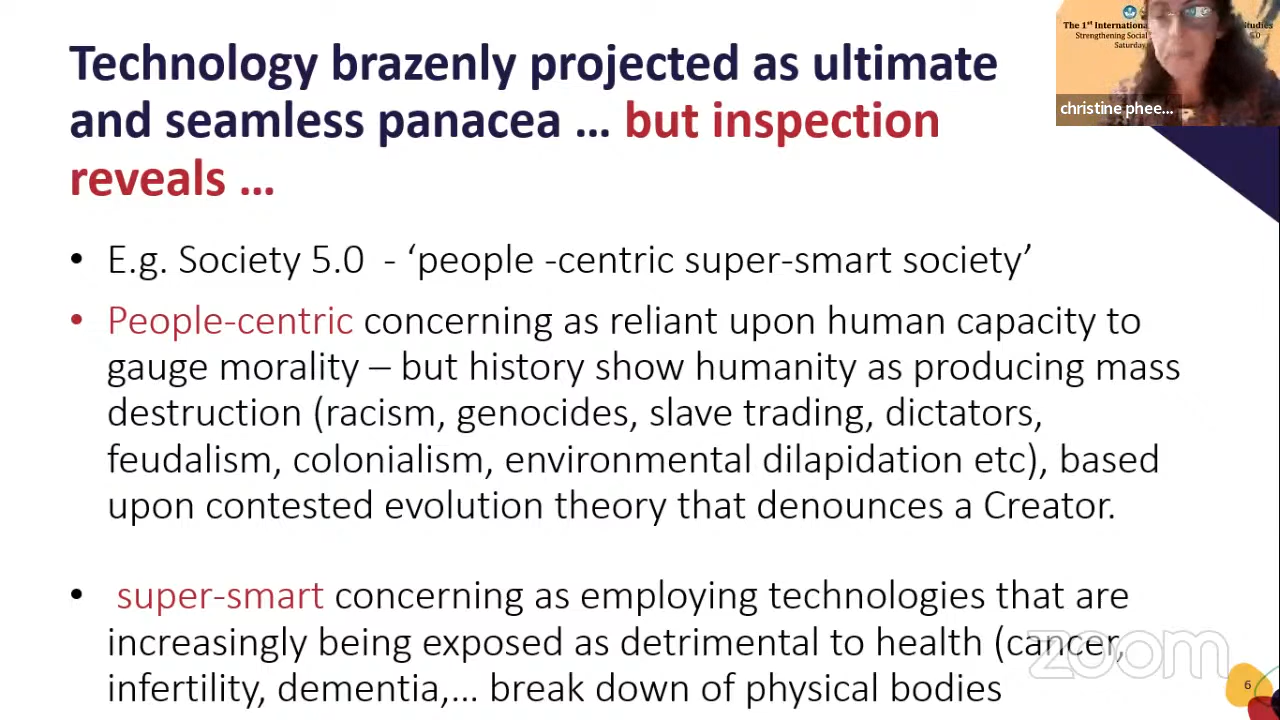 Technology brazenly projected as ultimate
and seamless panacea … but inspection
reveals …
The 1st International
Studies
Strengthening Social
5.0
Saturday,
christine phee...
• E.g. Society 5.0 - ‘people -centric super-smart society’
• People-centric concerning as reliant upon human capacity to
gauge morality – but history show humanity as producing mass
destruction (racism, genocides, slave trading, dictators,
feudalism, colonialism, environmental dilapidation etc), based
upon contested evolution theory that denounces a Creator.
• super-smart concerning as employing technologies that are
increasingly being exposed as detrimental to health (cancer,
infertility, dementia,… break down of physical bodies
zoom
6